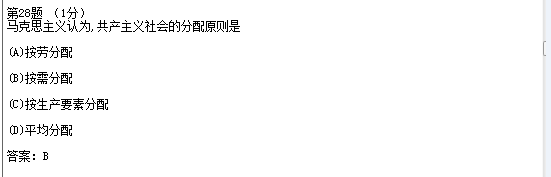 第28题 （1分）
马克思主义认为,共产主义社会的分配原则是
(A)按劳分配
(B)按需分配
(C)按生产要素分配
(D)平均分配
答案：B